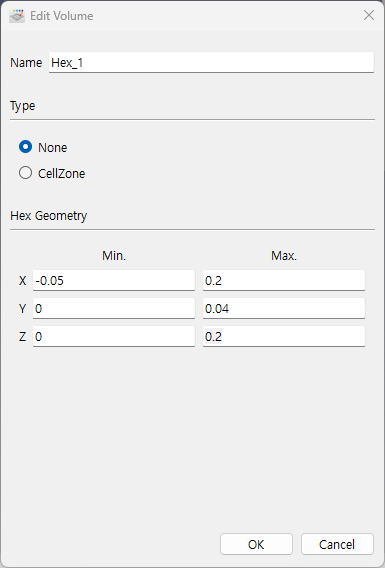 Edit Volume
Name Hex_1
Type
None
CellZone
Hex Geometry
Min. Max.
X -0.05 0.2
Y 0 0.04
Z 0 0.2
OK Cancel